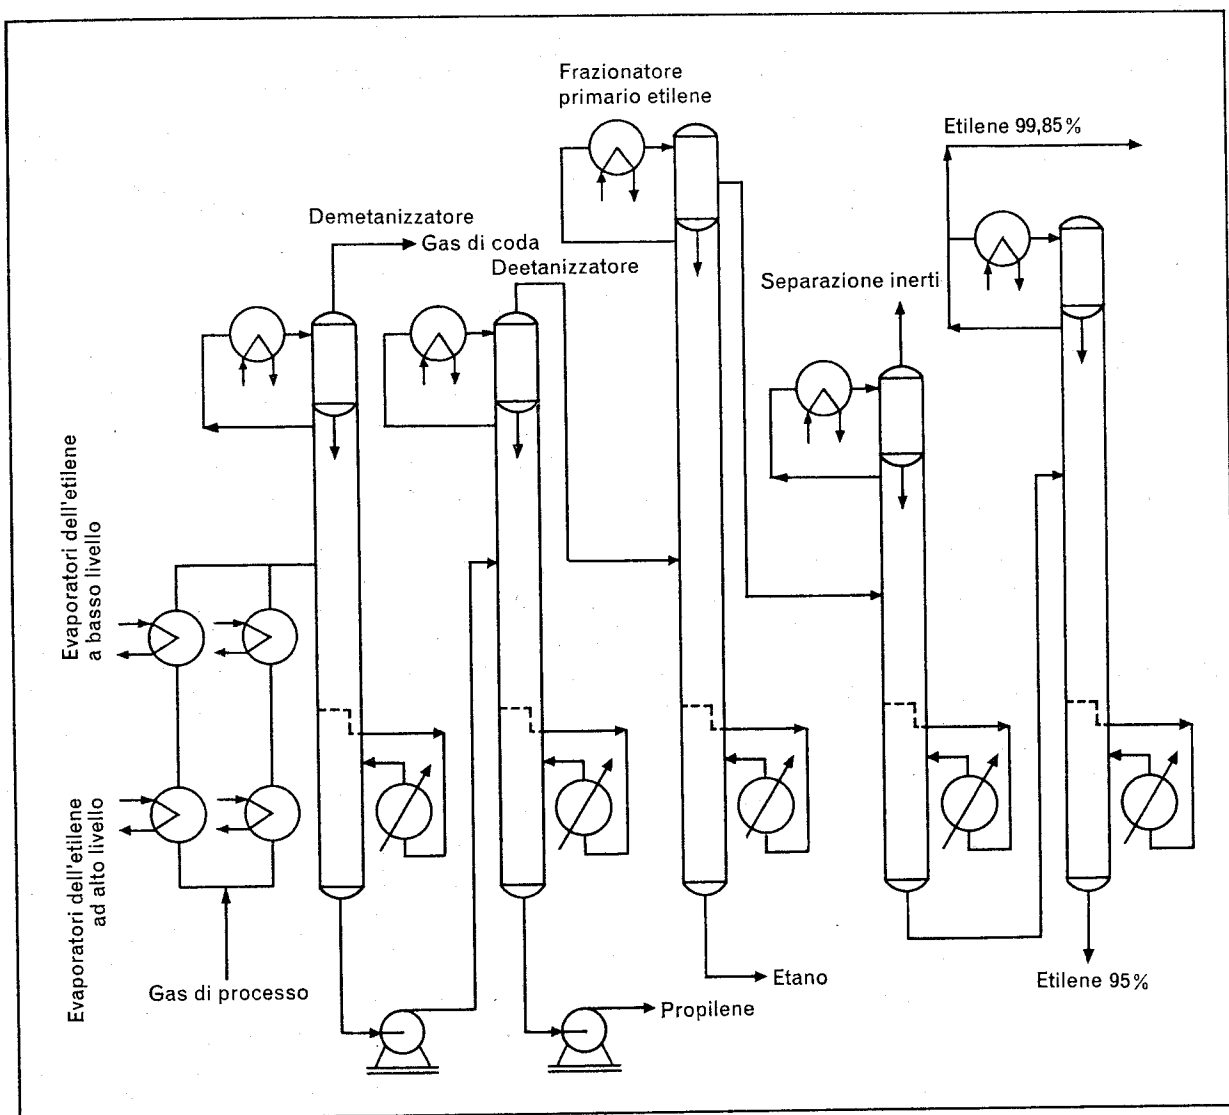 Frazionatore
primario etilene
Etilene 99,85%
Demetanizzatore
Gas di coda
Deetanizzatore
Separazione inerti
Evaporatori dell'etilene
a basso livello
Evaporatori dell'etilene
ad alto livello
Gas di processo
Etano
Propilene
Etilene 95%